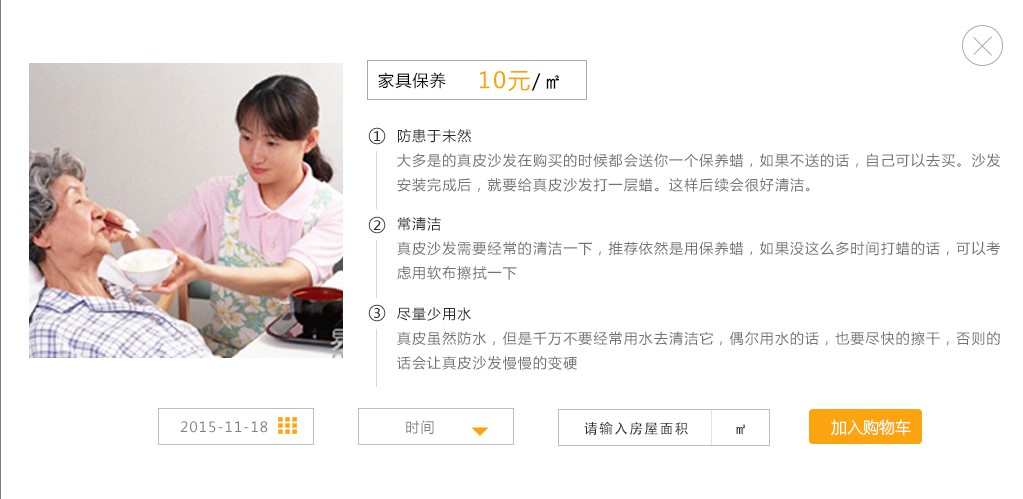 家具保养 10元/㎡
① 防患于未然
大多是的真皮沙发在购买的时候都会送你一个保养蜡，如果不送的话，自己可以去买。沙发
安装完成后，就要给真皮沙发打一层蜡。这样后续会很好清洁。
② 常清洁
真皮沙发需要经常的清洁一下，推荐依然是用保养蜡，如果没这么多时间打蜡的话，可以考
虑用软布擦拭一下
③ 尽量少用水
真皮虽然防水，但是千万不要经常用水去清洁它，偶尔用水的话，也要尽快的擦干，否则的
话会让真皮沙发慢慢的变硬
2015-11-18 时间 请输入房屋面积 ㎡ 加入购物车